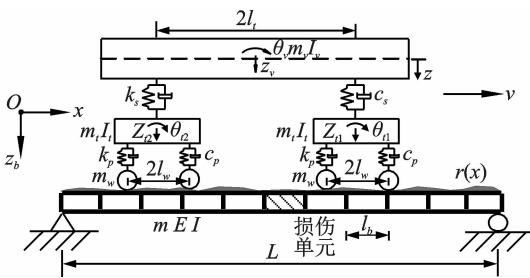 2l_t
θ_v m_v I_v
z_v
z
k_s
c_s
v
O
x
z_b
m_t I_t
Z_t2
θ_t2
m_t I_t
Z_t1
θ_t1
k_p
c_p
k_p
c_p
m_w
2l_w
m_w
2l_w
r(x)
m E I
损伤
单元
l_b
L